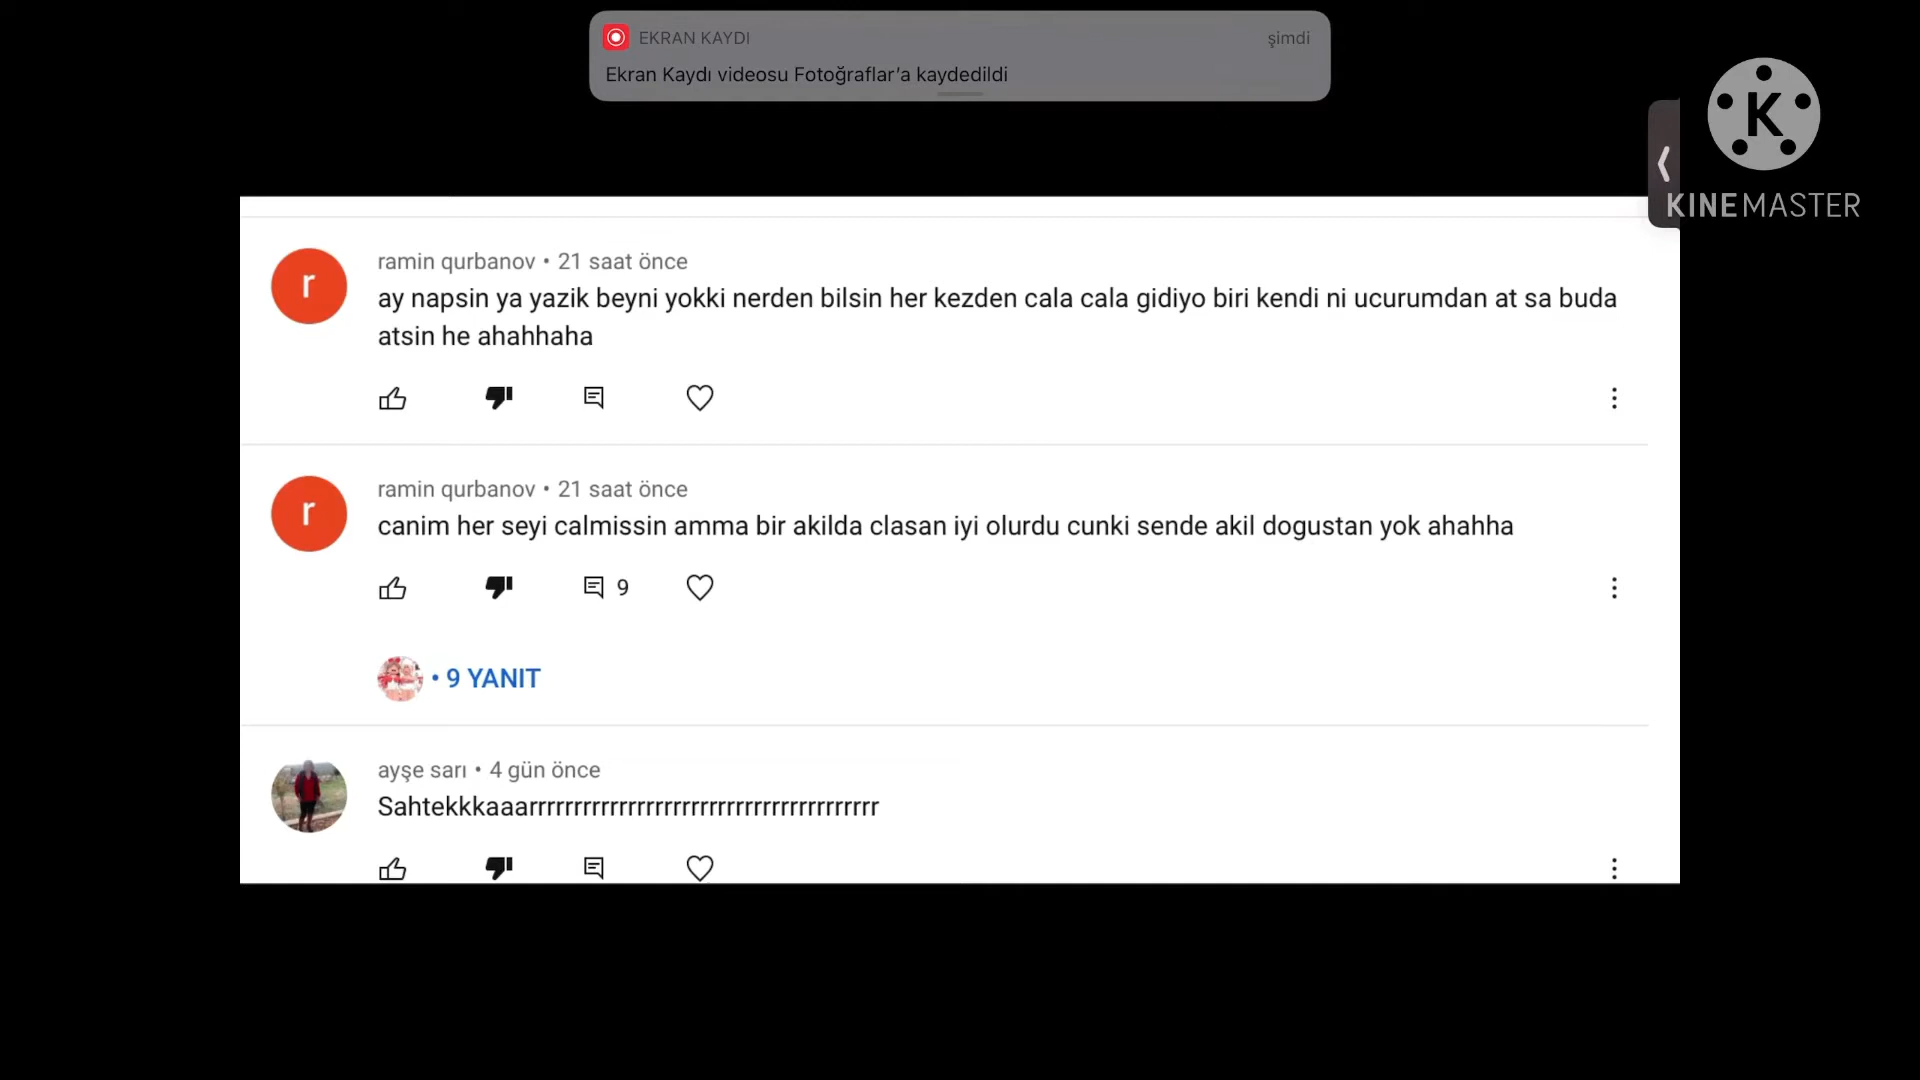 EKRAN KAYDI
şimdi
Ekran Kaydı videosu Fotoğraflar'a kaydedildi
K
KINEMASTER
r
ramin qurbanov • 21 saat önce
ay napsin ya yazik beyni yokki nerden bilsin her kezden cala cala gidiyo biri kendi ni ucurumdan at sa buda
atsin he ahahhaha
r
ramin qurbanov • 21 saat önce
canim her seyi calmissin amma bir akilda clasan iyi olurdu cunki sende akil dogustan yok ahahha
9
• 9 YANIT
ayşe sarı • 4 gün önce
Sahtekkkaaarrrrrrrrrrrrrrrrrrrrrrrrrrrrrrrrrrrrrrr